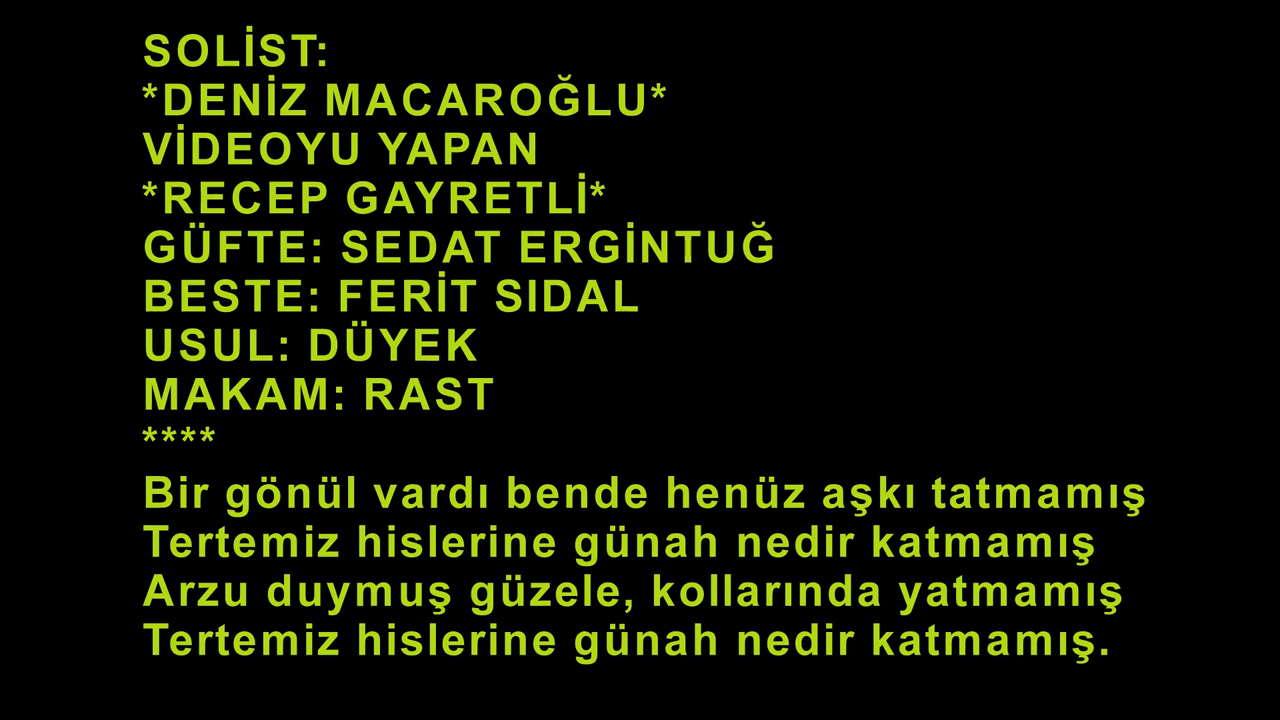 SOLİST:
*DENİZ MACAROĞLU*
VİDEOYU YAPAN
*RECEP GAYRETLİ*
GÜFTE: SEDAT ERGİNTUĞ
BESTE: FERİT SIDAL
USUL: DÜYEK
MAKAM: RAST
****
Bir gönül vardı bende henüz aşkı tatmamış
Tertemiz hislerine günah nedir katmamış
Arzu duymuş güzele, kollarında yatmamış
Tertemiz hislerine günah nedir katmamış.